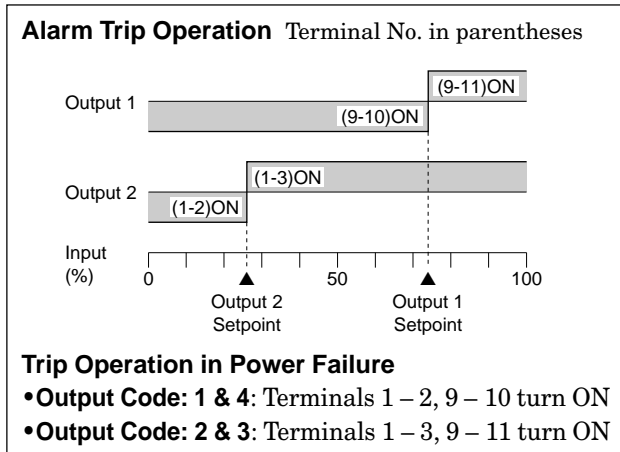 Alarm Trip Operation Terminal No. in parentheses
(9-11)ON
Output 1
(9-10)ON
(1-3)ON
Output 2
(1-2)ON
Input
(%)
0 50 100
Output 2 Output 1
Setpoint Setpoint
Trip Operation in Power Failure
•Output Code: 1 & 4: Terminals 1 – 2, 9 – 10 turn ON
•Output Code: 2 & 3: Terminals 1 – 3, 9 – 11 turn ON